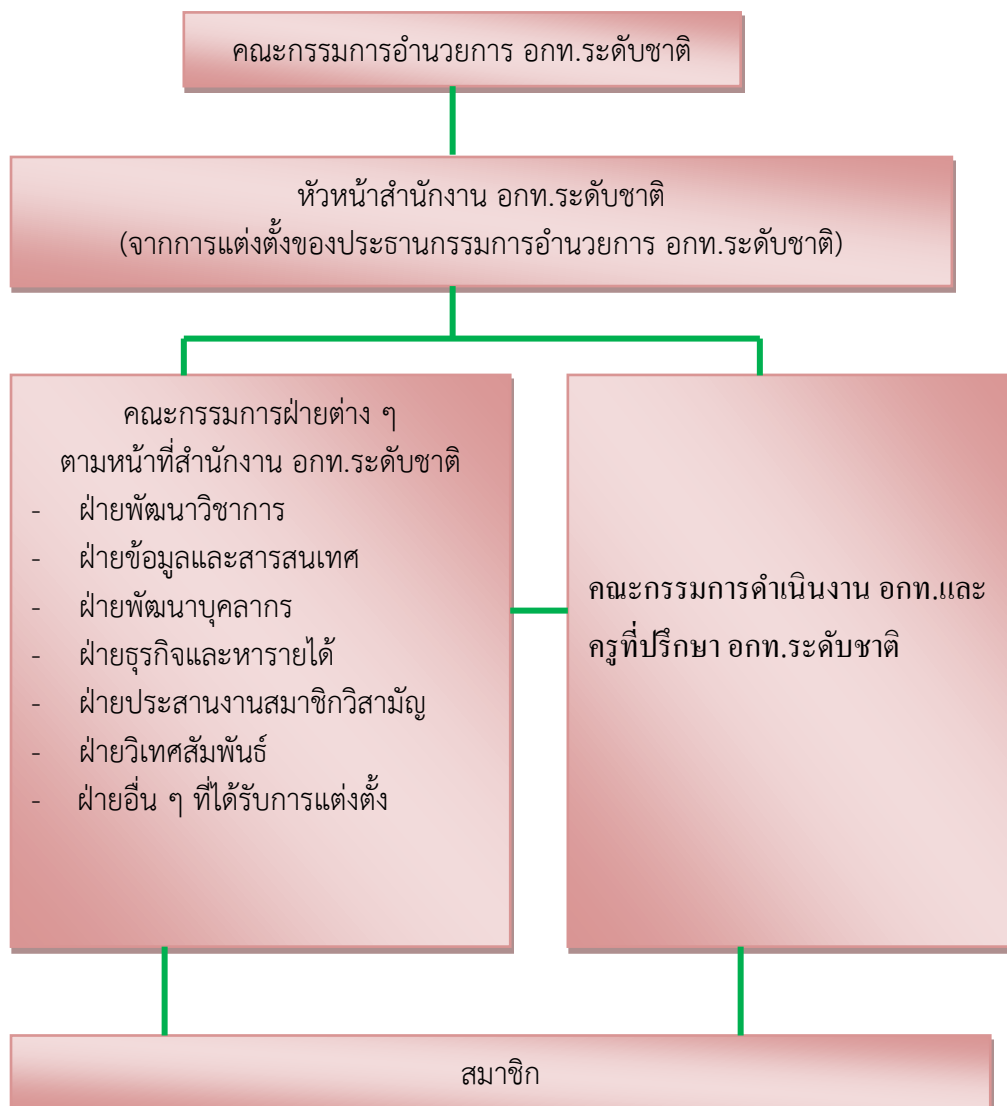 คณะกรรมการอำนวยการ อกท.ระดับชาติ
หัวหน้าสำนักงาน อกท.ระดับชาติ
(จากการแต่งตั้งของประธานกรรมการอำนวยการ อกท.ระดับชาติ)
คณะกรรมการฝ่ายต่าง ๆ
ตามหน้าที่สำนักงาน อกท.ระดับชาติ
- ฝ่ายพัฒนาวิชาการ
- ฝ่ายข้อมูลและสารสนเทศ
- ฝ่ายพัฒนาบุคลากร
- ฝ่ายธุรกิจและหารายได้
- ฝ่ายประสานงานสมาชิกวิสามัญ
- ฝ่ายวิเทศสัมพันธ์
- ฝ่ายอื่น ๆ ที่ได้รับการแต่งตั้ง
คณะกรรมการดำเนินงาน อกท.และ
ครูที่ปรึกษา อกท.ระดับชาติ
สมาชิก